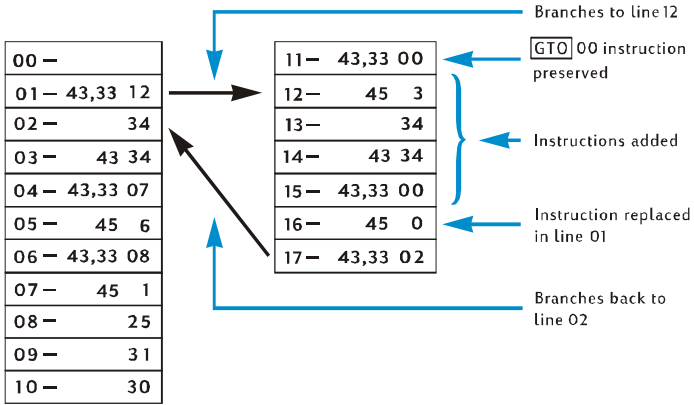 Branches to line 12
00–
01– 43,33 12
02– 34
03– 43 34
04– 43,33 07
05– 45 6
06– 43,33 08
07– 45 1
08– 25
09– 31
10– 30
11– 43,33 00
12– 45 3
13– 34
14– 43 34
15– 43,33 00
16– 45 0
17– 43,33 02
GTO 00 instruction
preserved
Instructions added
Instruction replaced
in line 01
Branches back to
line 02